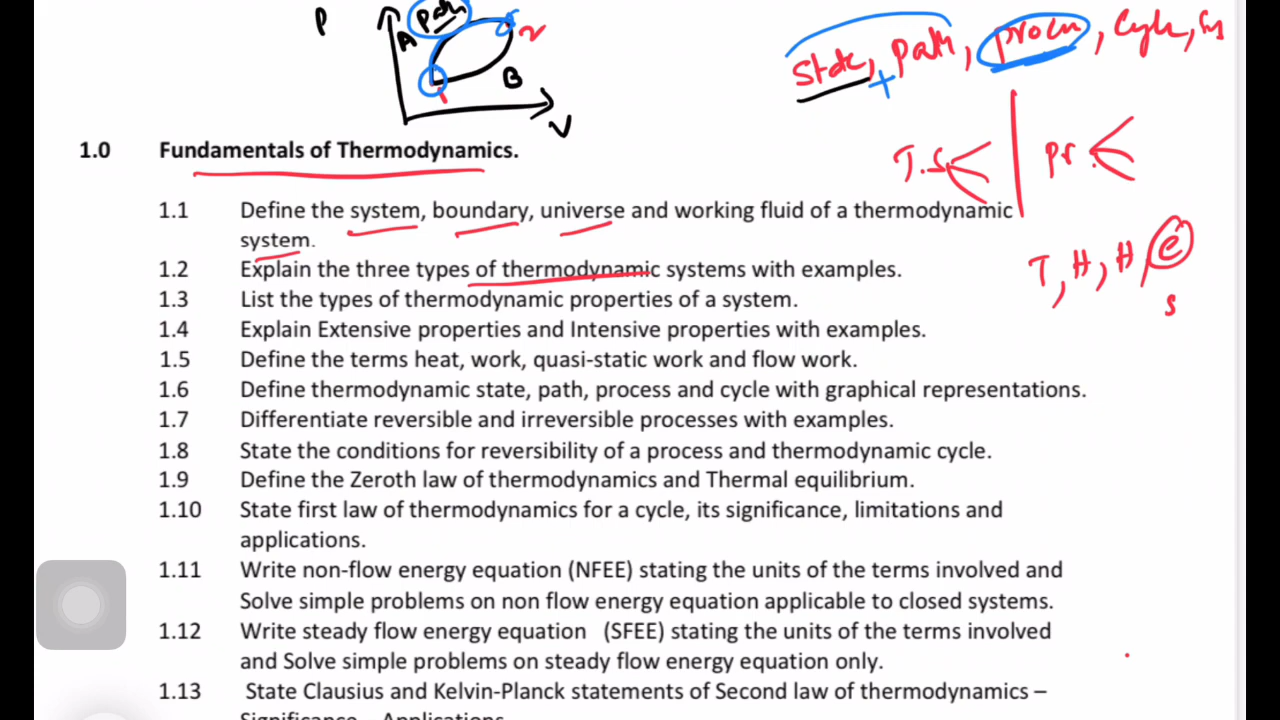 P
path
A
2
B
1
V
State, path, process, Cycle,
+
T.S
pr
T, H, H, e
s
1.0 Fundamentals of Thermodynamics.
1.1 Define the system, boundary, universe and working fluid of a thermodynamic
system.
1.2 Explain the three types of thermodynamic systems with examples.
1.3 List the types of thermodynamic properties of a system.
1.4 Explain Extensive properties and Intensive properties with examples.
1.5 Define the terms heat, work, quasi-static work and flow work.
1.6 Define thermodynamic state, path, process and cycle with graphical representations.
1.7 Differentiate reversible and irreversible processes with examples.
1.8 State the conditions for reversibility of a process and thermodynamic cycle.
1.9 Define the Zeroth law of thermodynamics and Thermal equilibrium.
1.10 State first law of thermodynamics for a cycle, its significance, limitations and
applications.
1.11 Write non-flow energy equation (NFEE) stating the units of the terms involved and
Solve simple problems on non flow energy equation applicable to closed systems.
1.12 Write steady flow energy equation (SFEE) stating the units of the terms involved
and Solve simple problems on steady flow energy equation only.
1.13 State Clausius and Kelvin-Planck statements of Second law of thermodynamics –
Significance – Applications